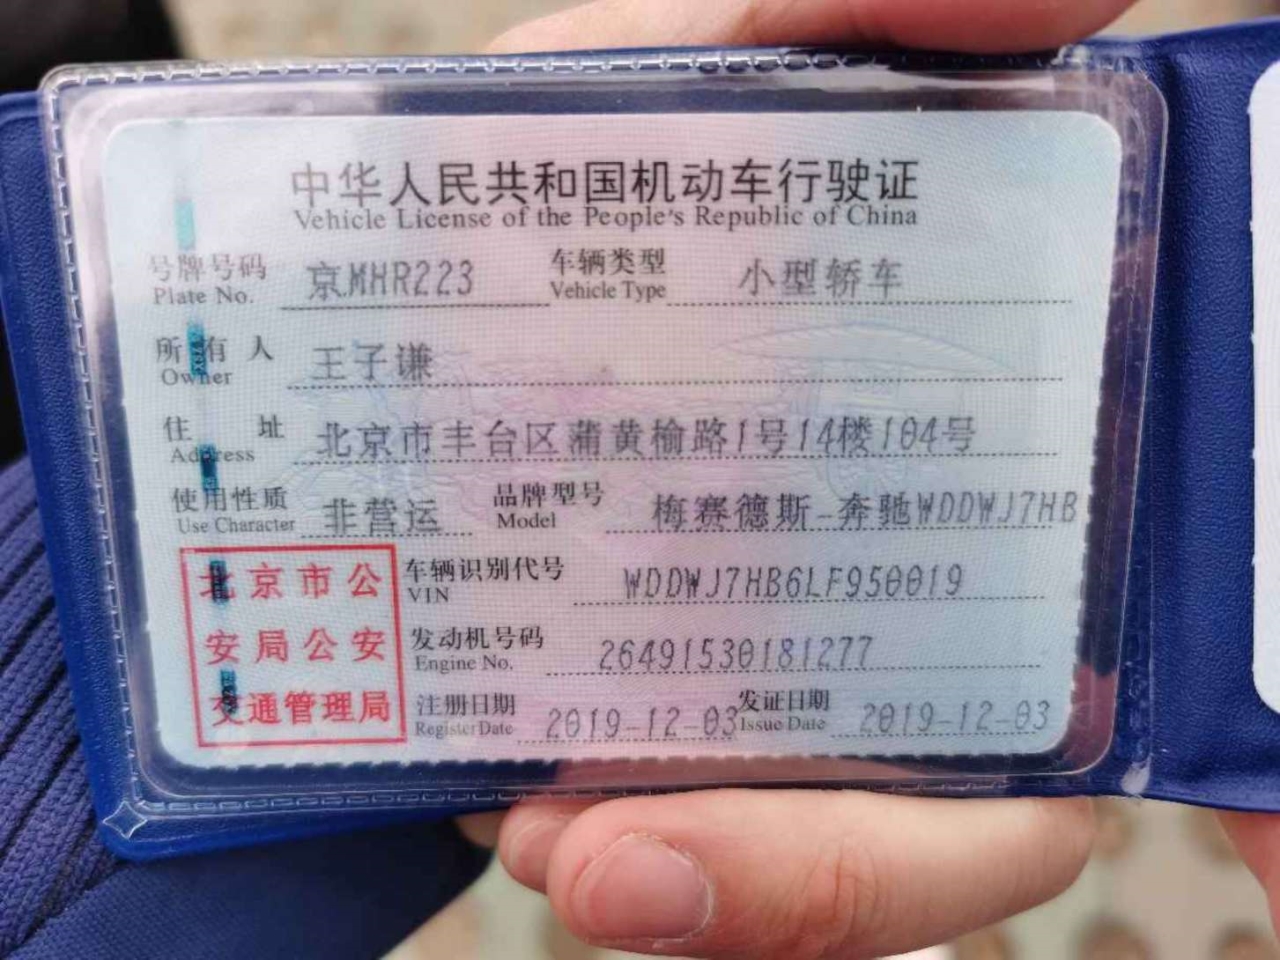 中华人民共和国机动车行驶证
Vehicle License of the People's Republic of China
号牌号码 京MHR223 车辆类型 小型轿车
Plate No. Vehicle Type
所有人 王子谦
Owner
住址 北京市丰台区蒲黄榆路1号14楼104号
Address
使用性质 非营运 品牌型号 梅赛德斯-奔驰WDDWJ7HB
Use Character Model
北京市公
安局公安
交通管理局
车辆识别代号 WDDWJ7HB6LF950019
VIN
发动机号码 26491530181277
Engine No.
注册日期 2019-12-03 发证日期 2019-12-03
Register Date Issue Date